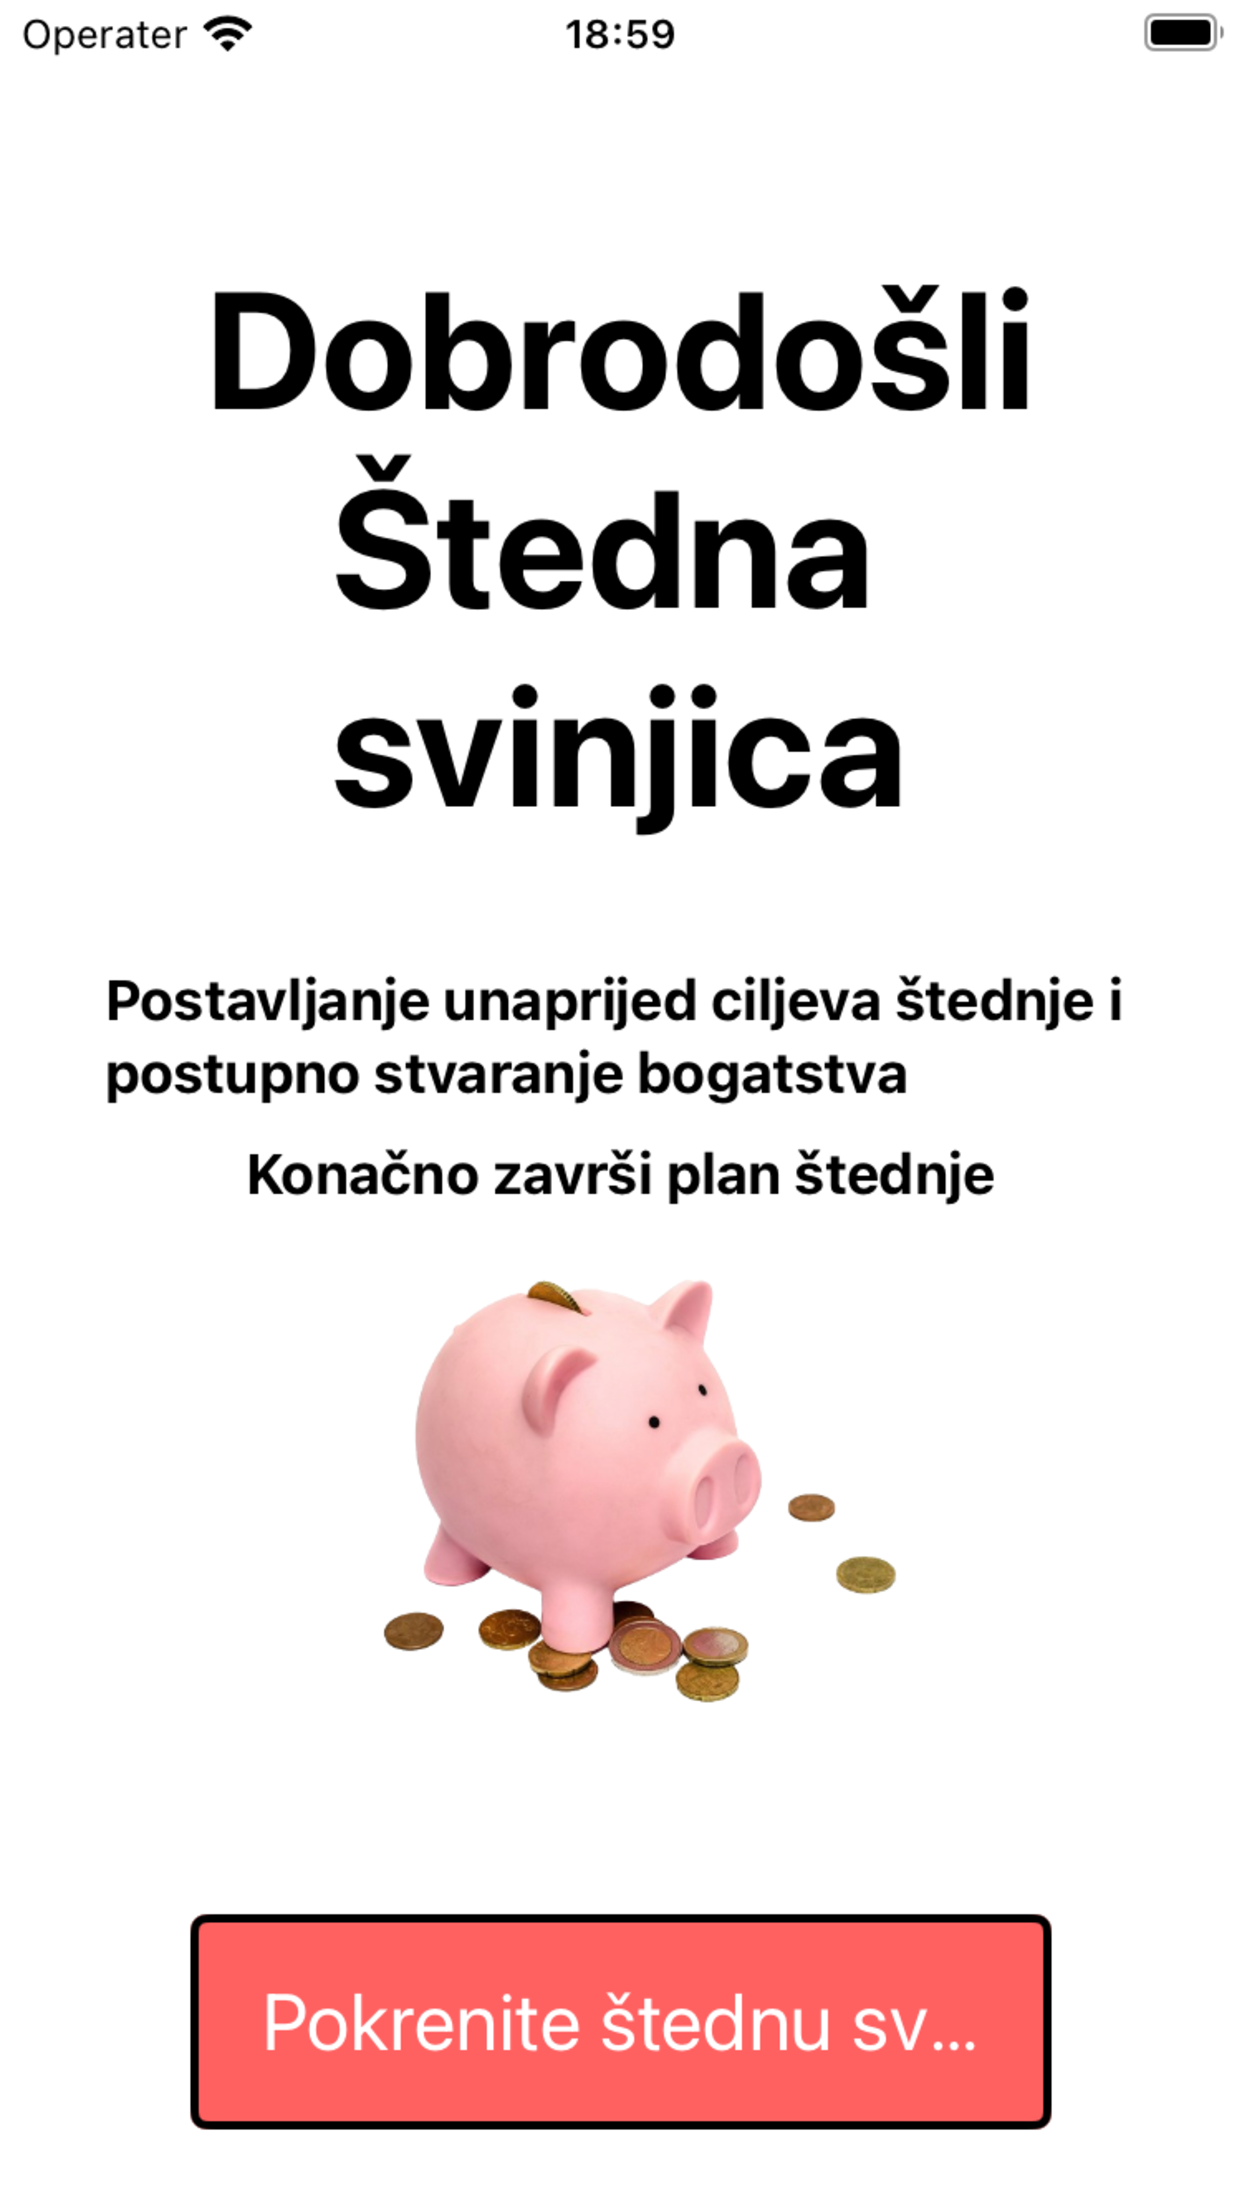 Operater
18:59
Dobrodošli
Štedna
svinjica
Postavljanje unaprijed ciljeva štednje i
postupno stvaranje bogatstva
Konačno završi plan štednje
Pokrenite štednu sv...